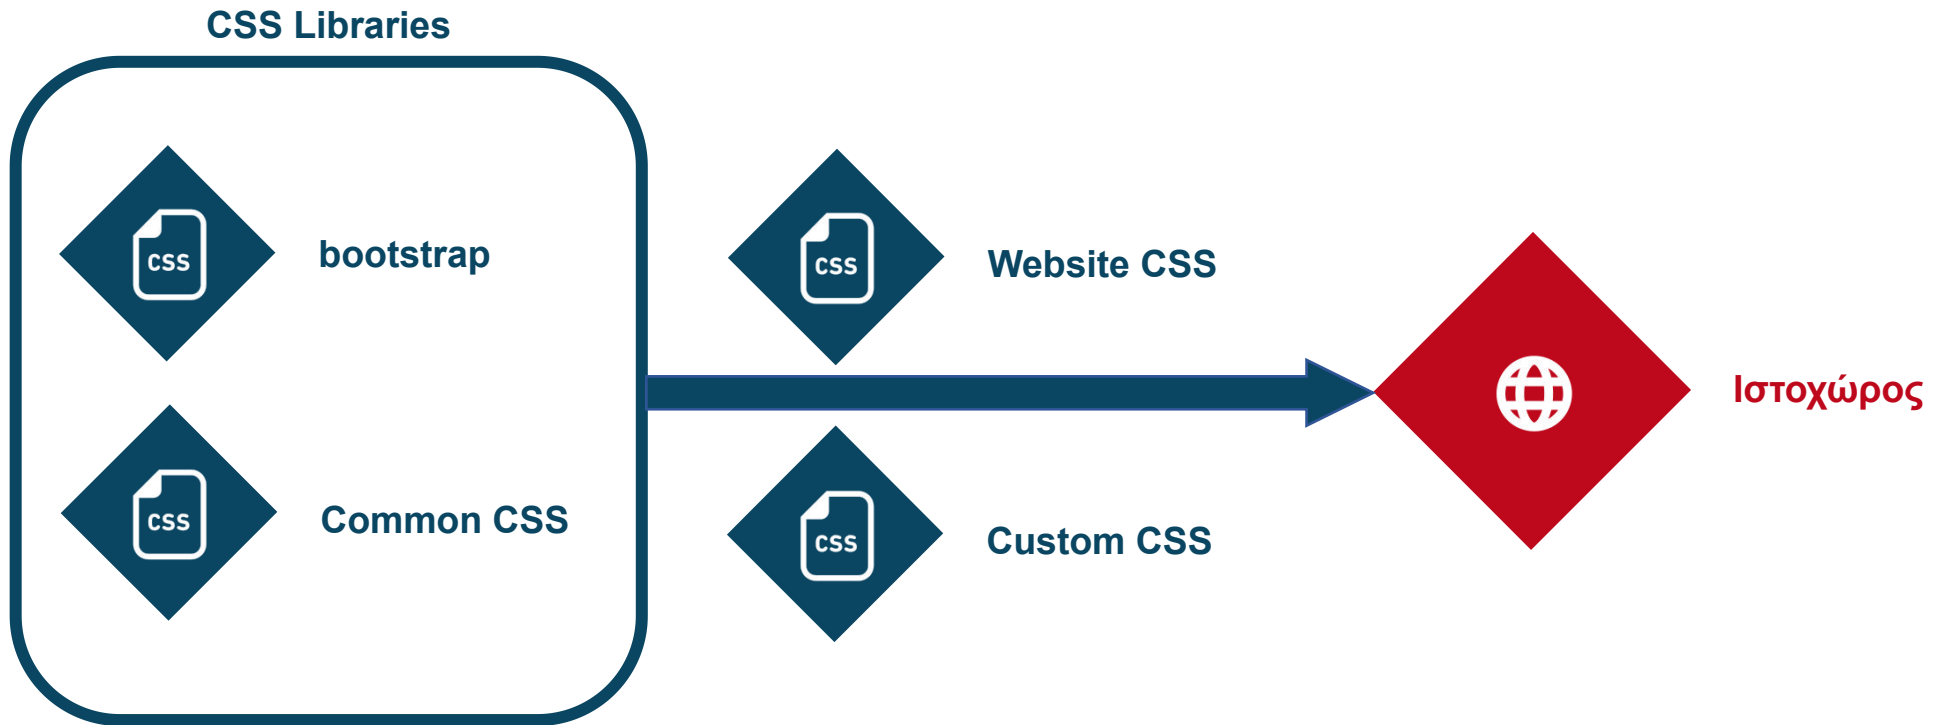 CSS Libraries
CSS
bootstrap
CSS
Common CSS
CSS
Website CSS
CSS
Custom CSS
Ιστοχώρος